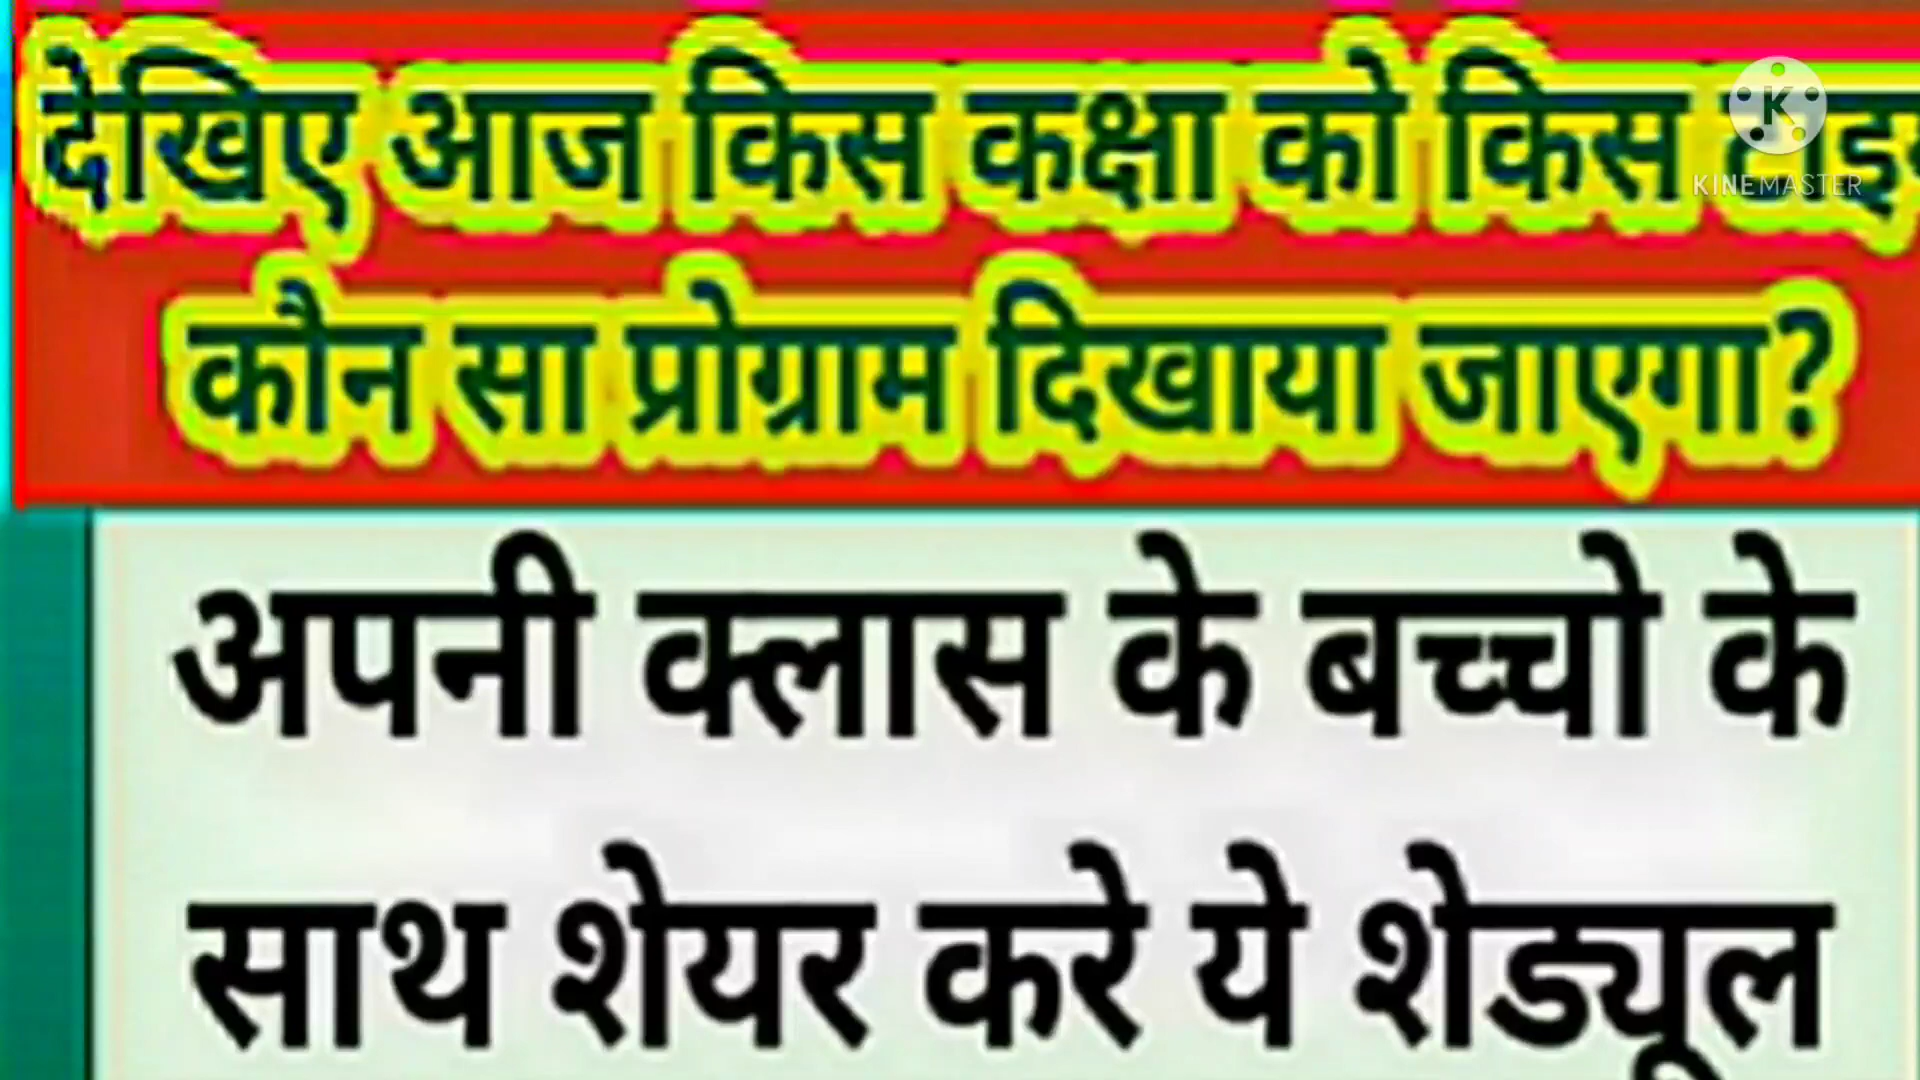 देखिए आज किस कक्षा को किस
कौन सा प्रोग्राम दिखाया जाएगा?
अपनी क्लास के बच्चो के
साथ शेयर करे ये शेड्यूल
K
KINEMASTER